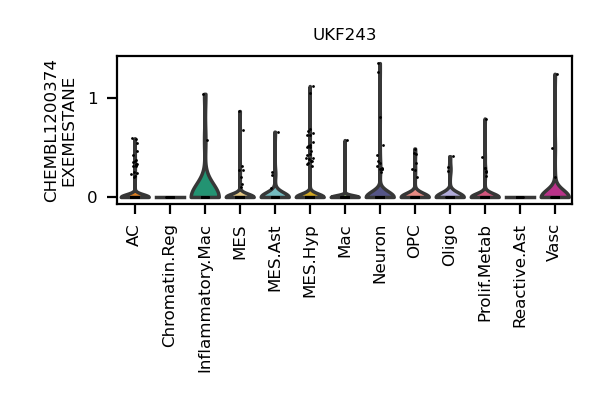 UKF243
CHEMBL1200374
EXEMESTANE
1
0
AC
Chromatin.Reg
Inflammatory.Mac
MES
MES.Ast
MES.Hyp
Mac
Neuron
OPC
Oligo
Prolif.Metab
Reactive.Ast
Vasc